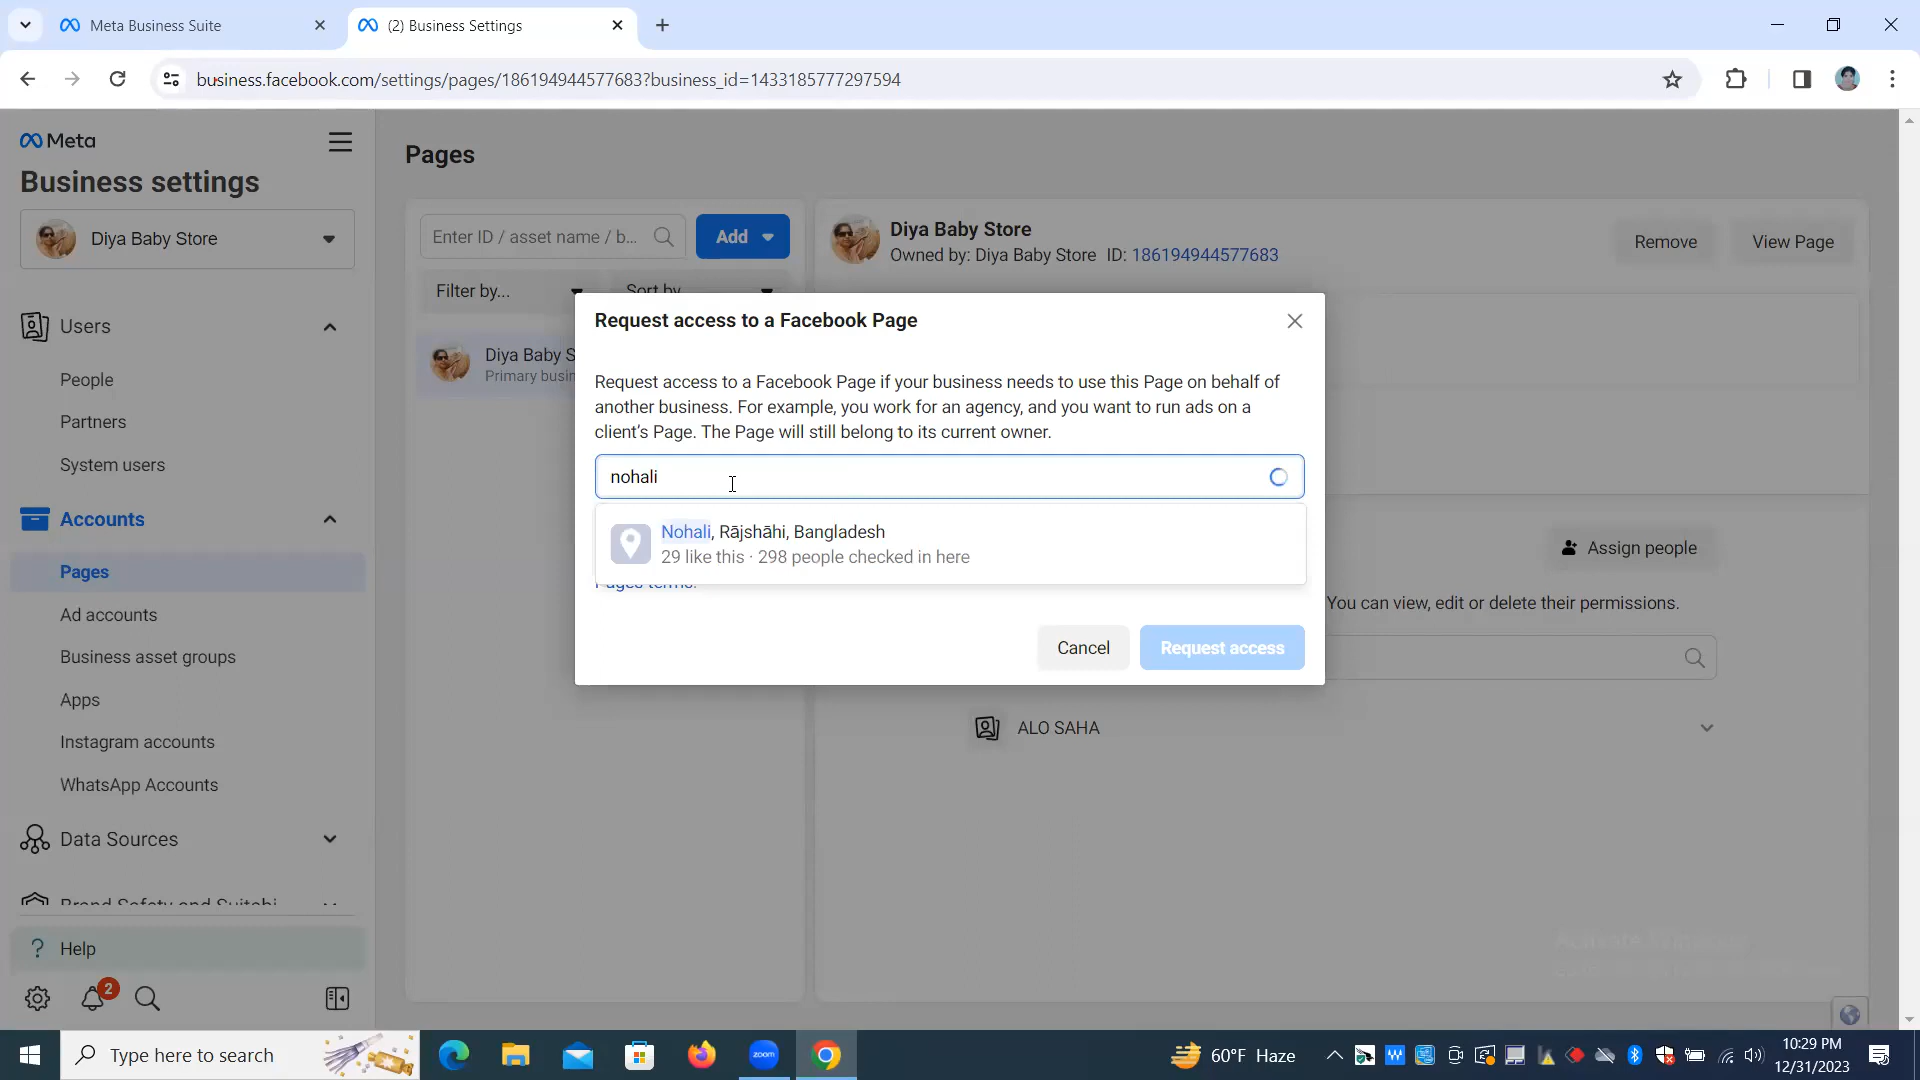 Meta Business Suite
(2) Business Settings
business.facebook.com/settings/pages/186194944577683?business_id=1433185777297594
Meta
Business settings
Diya Baby Store
Users
People
Partners
System users
Accounts
Pages
Ad accounts
Business asset groups
Apps
Instagram accounts
WhatsApp Accounts
Data Sources
Brand Safety and Suitabi
Help
2
Pages
Enter ID / asset name / b...
Add
Filter by...
Sort by
Diya Baby S
Primary busin
Diya Baby Store
Owned by: Diya Baby Store ID: 186194944577683
Remove
View Page
Request access to a Facebook Page
Request access to a Facebook Page if your business needs to use this Page on behalf of
another business. For example, you work for an agency, and you want to run ads on a
client's Page. The Page will still belong to its current owner.
nohali
Nohali, Rājshāhi, Bangladesh
29 like this · 298 people checked in here
Pages terms.
Cancel
Request access
Assign people
You can view, edit or delete their permissions.
ALO SAHA
Type here to search
zoom
60°F Haze
10:29 PM
12/31/2023